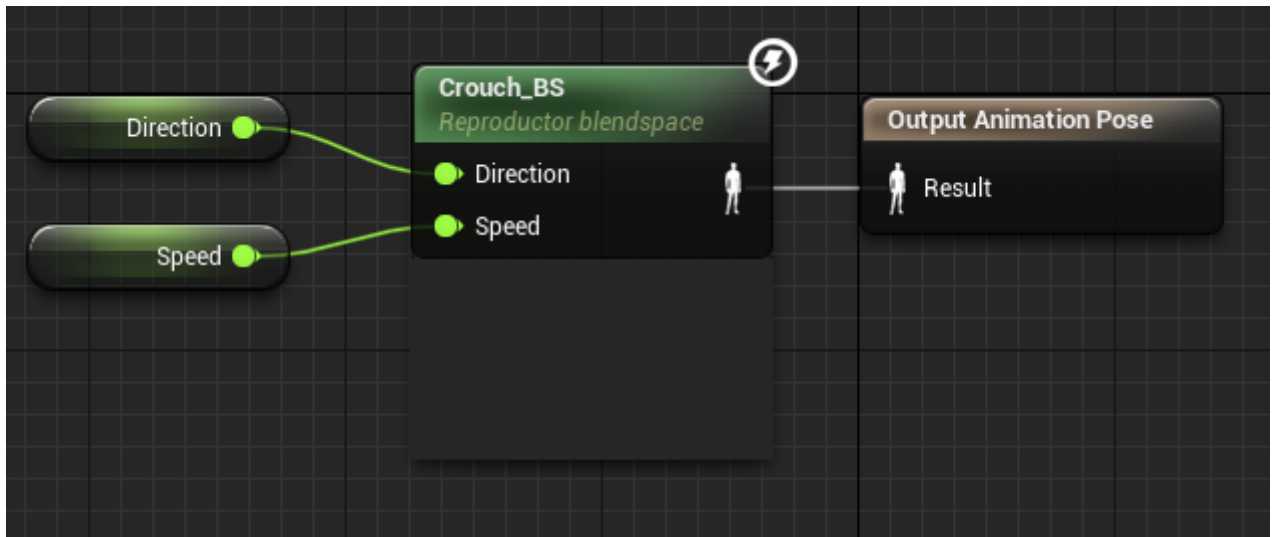 Direction
Speed
Crouch_BS
Reproductor blendspace
Direction
Speed
Output Animation Pose
Result